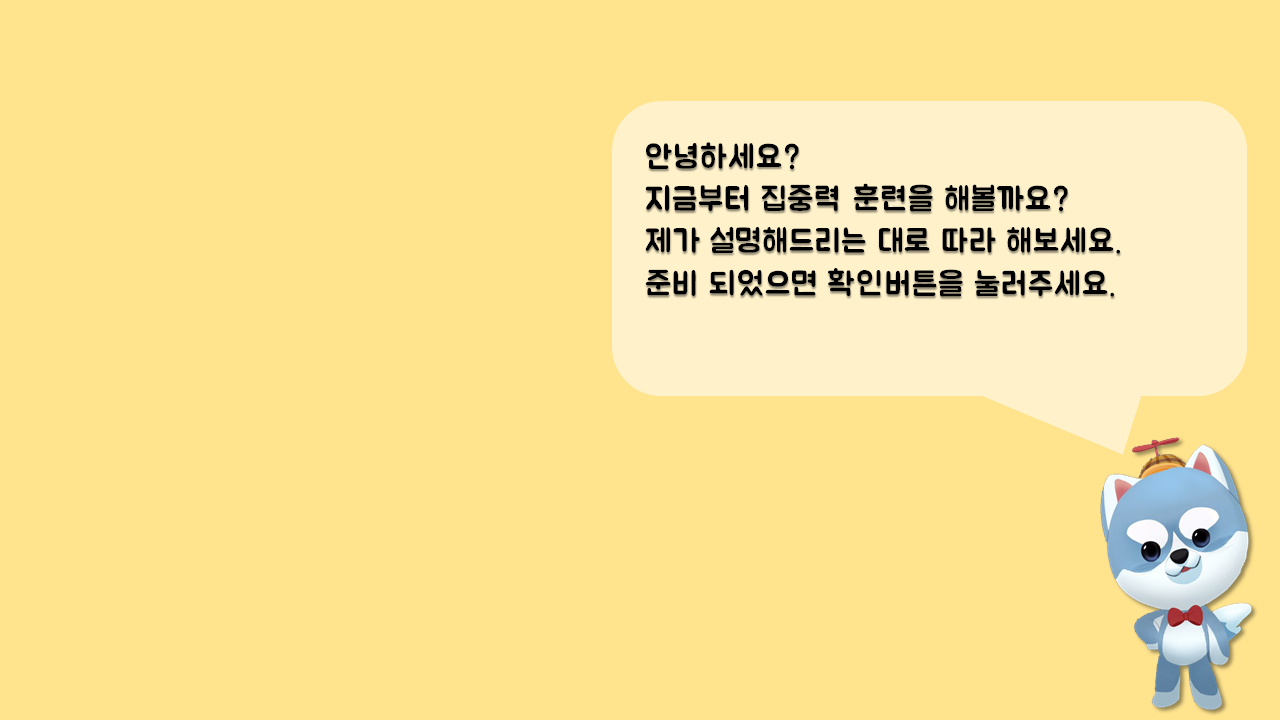 안녕하세요?
지금부터 집중력 훈련을 해볼까요?
제가 설명해드리는 대로 따라 해보세요.
준비 되었으면 확인버튼을 눌러주세요.